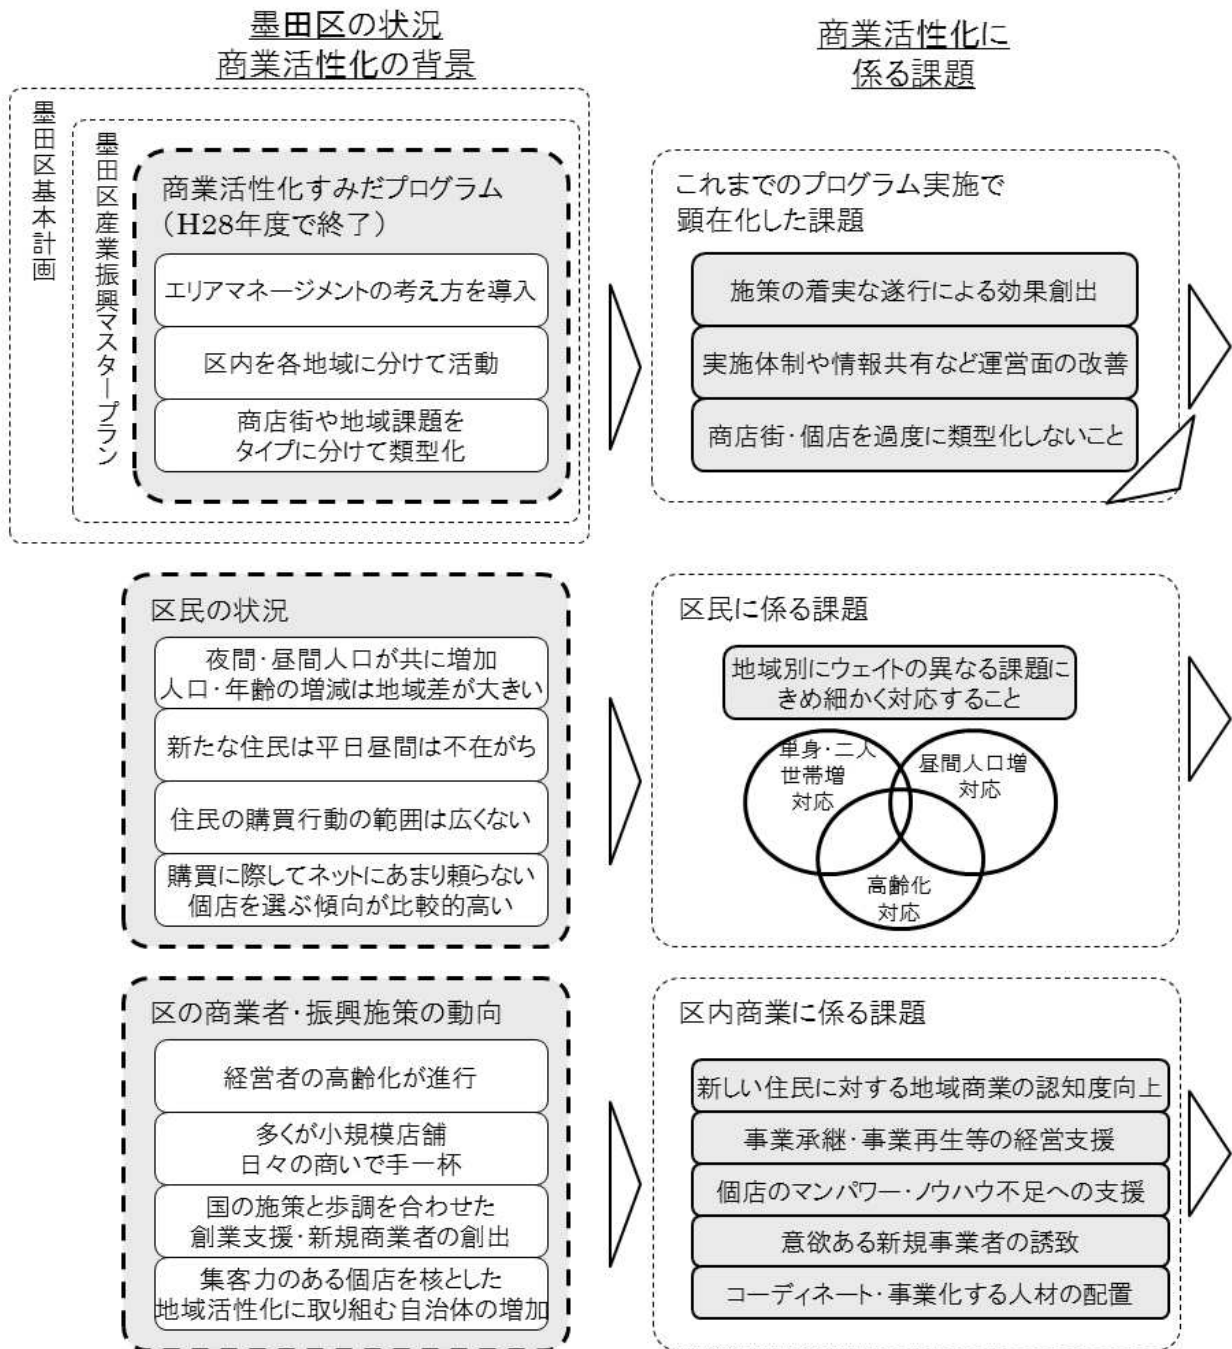 墨田区の状況
商業活性化の背景
商業活性化に
係る課題
墨田区基本計画
墨田区産業振興マスタープラン
商業活性化すみだプログラム
（H28年度で終了）
エリアマネージメントの考え方を導入
区内を各地域に分けて活動
商店街や地域課題を
タイプに分けて類型化
これまでのプログラム実施で
顕在化した課題
施策の着実な遂行による効果創出
実施体制や情報共有など運営面の改善
商店街・個店を過度に類型化しないこと
区民の状況
夜間・昼間人口が共に増加
人口・年齢の増減は地域差が大きい
新たな住民は平日昼間は不在がち
住民の購買行動の範囲は広くない
購買に際してネットにあまり頼らない
個店を選ぶ傾向が比較的高い
区民に係る課題
地域別にウェイトの異なる課題に
きめ細かく対応すること
単身・二人
世帯増
対応
昼間人口増
対応
高齢化
対応
区の商業者・振興施策の動向
経営者の高齢化が進行
多くが小規模店舗
日々の商いで手一杯
国の施策と歩調を合わせた
創業支援・新規商業者の創出
集客力のある個店を核とした
地域活性化に取り組む自治体の増加
区内商業に係る課題
新しい住民に対する地域商業の認知度向上
事業承継・事業再生等の経営支援
個店のマンパワー・ノウハウ不足への支援
意欲ある新規事業者の誘致
コーディネート・事業化する人材の配置